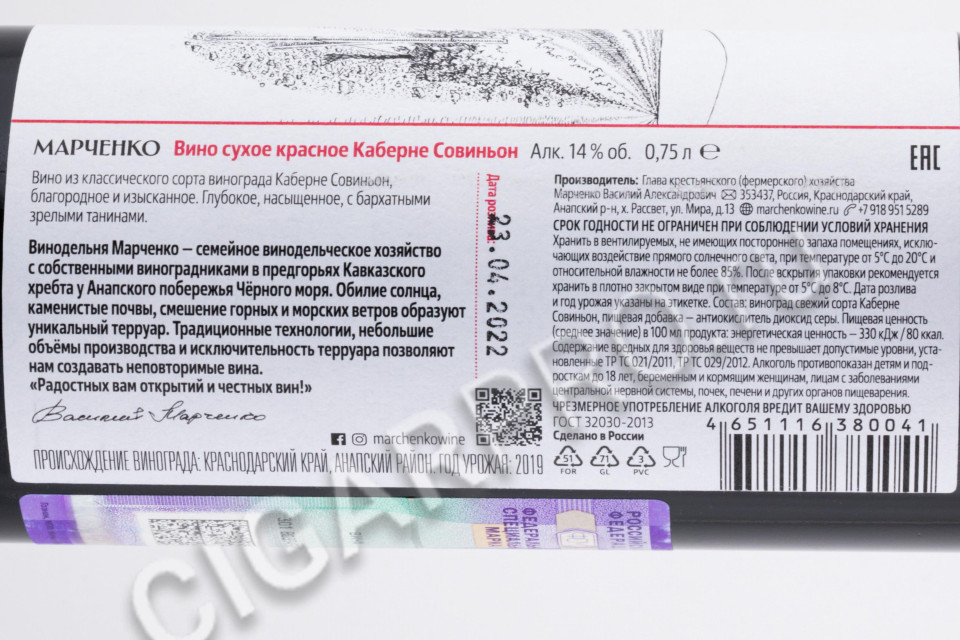 МАРЧЕНКО Вино сухое красное Каберне Совиньон Алк. 14 % об. 0,75 л ℮
EAC
Вино из классического сорта винограда Каберне Совиньон,
благородное и изысканное. Глубокое, насыщенное, с бархатными
зрелыми танинами.
Винодельня Марченко – семейное винодельческое хозяйство
с собственными виноградниками в предгорьях Кавказского
хребта у Анапского побережья Чёрного моря. Обилие солнца,
каменистые почвы, смешение горных и морских ветров образуют
уникальный терруар. Традиционные технологии, небольшие
объёмы производства и исключительность терруара позволяют
нам создавать неповторимые вина.
«Радостных вам открытий и честных вин!»
Василий Марченко
marchenkowine
ПРОИСХОЖДЕНИЕ ВИНОГРАДА: КРАСНОДАРСКИЙ КРАЙ, АНАПСКИЙ РАЙОН. ГОД УРОЖАЯ: 2019
Дата розлива:
23.04.2022
Производитель: Глава крестьянского (фермерского) хозяйства
Марченко Василий Александрович 353437, Россия, Краснодарский край,
Анапский р-н, х. Рассвет, ул. Мира, д.13 marchenkowine.ru +7 918 951 5289
СРОК ГОДНОСТИ НЕ ОГРАНИЧЕН ПРИ СОБЛЮДЕНИИ УСЛОВИЙ ХРАНЕНИЯ
Хранить в вентилируемых, не имеющих постороннего запаха помещениях, исклю-
чающих воздействие прямого солнечного света, при температуре от 5°С до 20°С и
относительной влажности не более 85%. После вскрытия упаковки рекомендуется
хранить в плотно закрытом виде при температуре от 5°С до 8°С. Дата розлива
и год урожая указаны на этикетке. Состав: виноград свежий сорта Каберне
Совиньон, пищевая добавка – антиокислитель диоксид серы. Пищевая ценность
(среднее значение) в 100 мл продукта: энергетическая ценность – 330 кДж / 80 ккал.
Содержание вредных для здоровья веществ не превышает допустимые уровни, уста-
новленные ТР ТС 021/2011, ТР ТС 029/2012. Алкоголь противопоказан детям и под-
росткам до 18 лет, беременным и кормящим женщинам, лицам с заболеваниями
центральной нервной системы, почек, печени и других органов пищеварения.
ЧРЕЗМЕРНОЕ УПОТРЕБЛЕНИЕ АЛКОГОЛЯ ВРЕДИТ ВАШЕМУ ЗДОРОВЬЮ
ГОСТ 32030-2013
Сделано в России
51 71 3
FOR GL PVC
4 651116 380041
РОССИЙ
ФЕДЕРА
ФЕДЕРАЛЬ
СПЕЦИАЛЬ
МАРК
CIGARPRO.RU